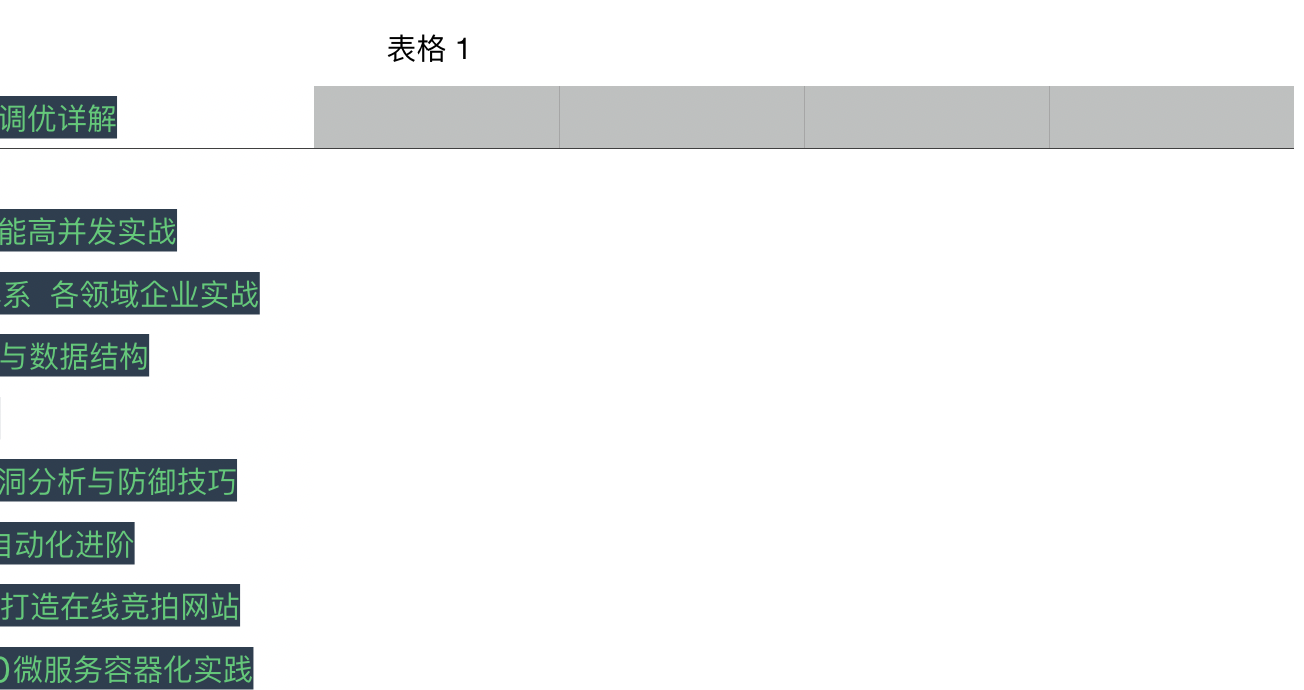 表格 1
调优详解
能高并发实战
系 各领域企业实战
与数据结构
洞分析与防御技巧
自动化进阶
打造在线竞拍网站
微服务容器化实践